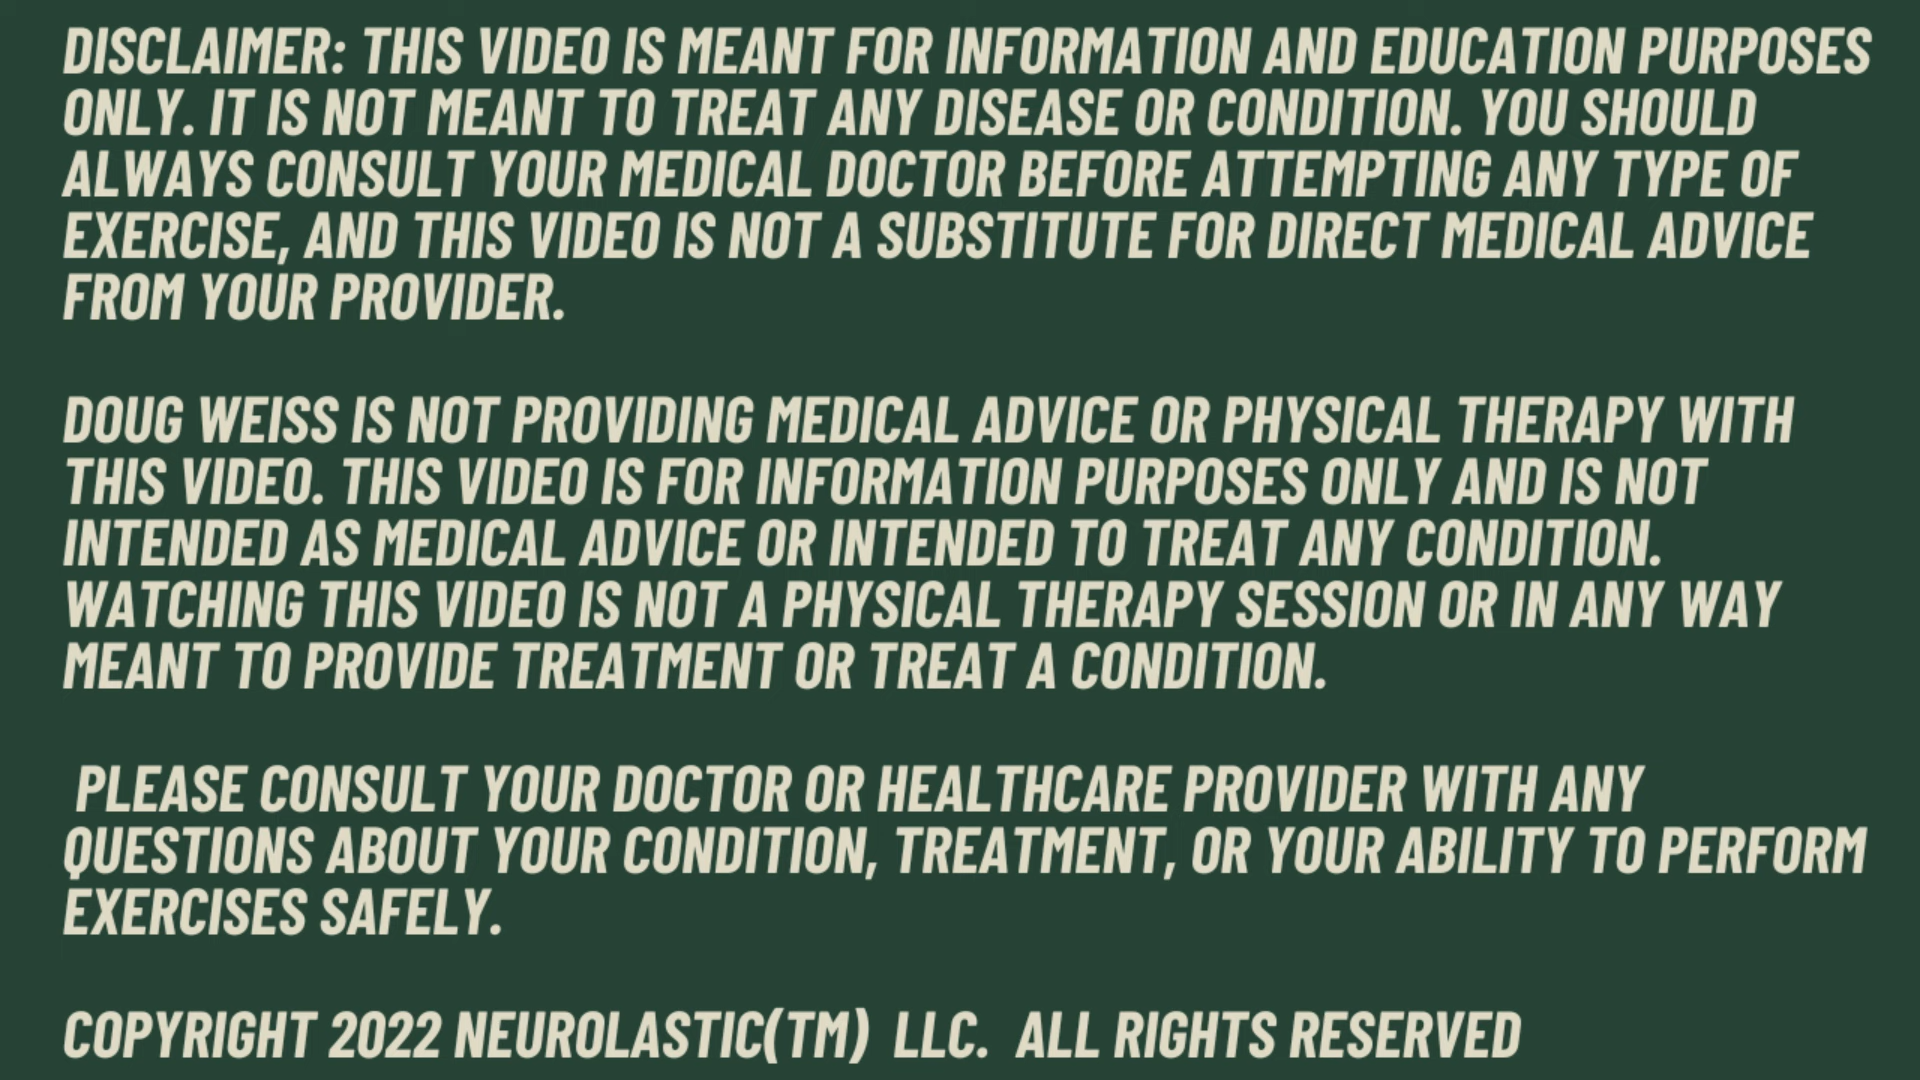 DISCLAIMER: THIS VIDEO IS MEANT FOR INFORMATION AND EDUCATION PURPOSES
ONLY. IT IS NOT MEANT TO TREAT ANY DISEASE OR CONDITION. YOU SHOULD
ALWAYS CONSULT YOUR MEDICAL DOCTOR BEFORE ATTEMPTING ANY TYPE OF
EXERCISE, AND THIS VIDEO IS NOT A SUBSTITUTE FOR DIRECT MEDICAL ADVICE
FROM YOUR PROVIDER.
DOUG WEISS IS NOT PROVIDING MEDICAL ADVICE OR PHYSICAL THERAPY WITH
THIS VIDEO. THIS VIDEO IS FOR INFORMATION PURPOSES ONLY AND IS NOT
INTENDED AS MEDICAL ADVICE OR INTENDED TO TREAT ANY CONDITION.
WATCHING THIS VIDEO IS NOT A PHYSICAL THERAPY SESSION OR IN ANY WAY
MEANT TO PROVIDE TREATMENT OR TREAT A CONDITION.
PLEASE CONSULT YOUR DOCTOR OR HEALTHCARE PROVIDER WITH ANY
QUESTIONS ABOUT YOUR CONDITION, TREATMENT, OR YOUR ABILITY TO PERFORM
EXERCISES SAFELY.
COPYRIGHT 2022 NEUROLASTIC(TM) LLC. ALL RIGHTS RESERVED